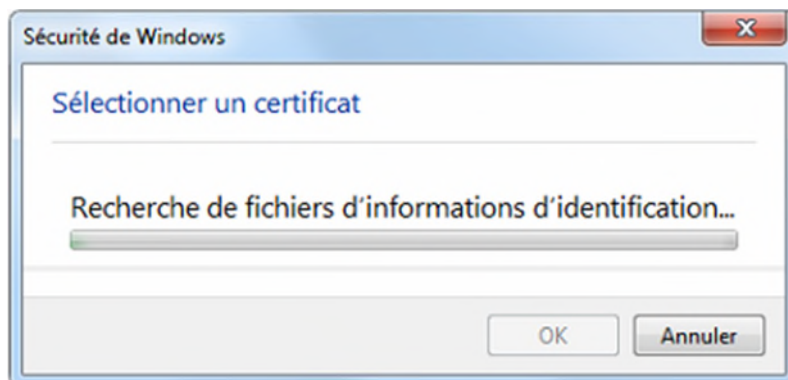 Sécurité de Windows
Sélectionner un certificat
Recherche de fichiers d'informations d'identification...
OK
Annuler